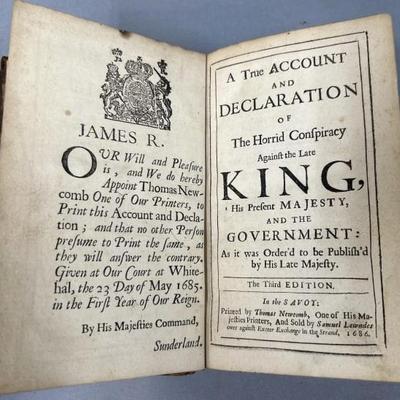 JAMES R.
OUR Will and Pleasure
is, and We do hereby
Appoint Thomas New-
comb One of Our Printers, to
Print this Account and Decla-
tion; and that no other Person
presume to Print the same, as
they will answer the contrary.
Given at Our Court at White-
hal, the 23 Day of May 1685.
in the First Year of Our Reign.
By His Majesties Command,
Sunderland.
A True ACCOUNT
AND
DECLARATION
OF
The Horrid Conspiracy
Against the Late
KING,
His Present MAJESTY,
AND THE
GOVERNMENT:
As it was Order'd to be Publish'd
by His Late Majesty.
The Third EDITION.
In the SAVOY:
Printed by Thomas Newcomb, One of His Ma-
jesties Printers, And Sold by Samuel Lowndes
over against Exeter Exchange in the Strand, 1686.